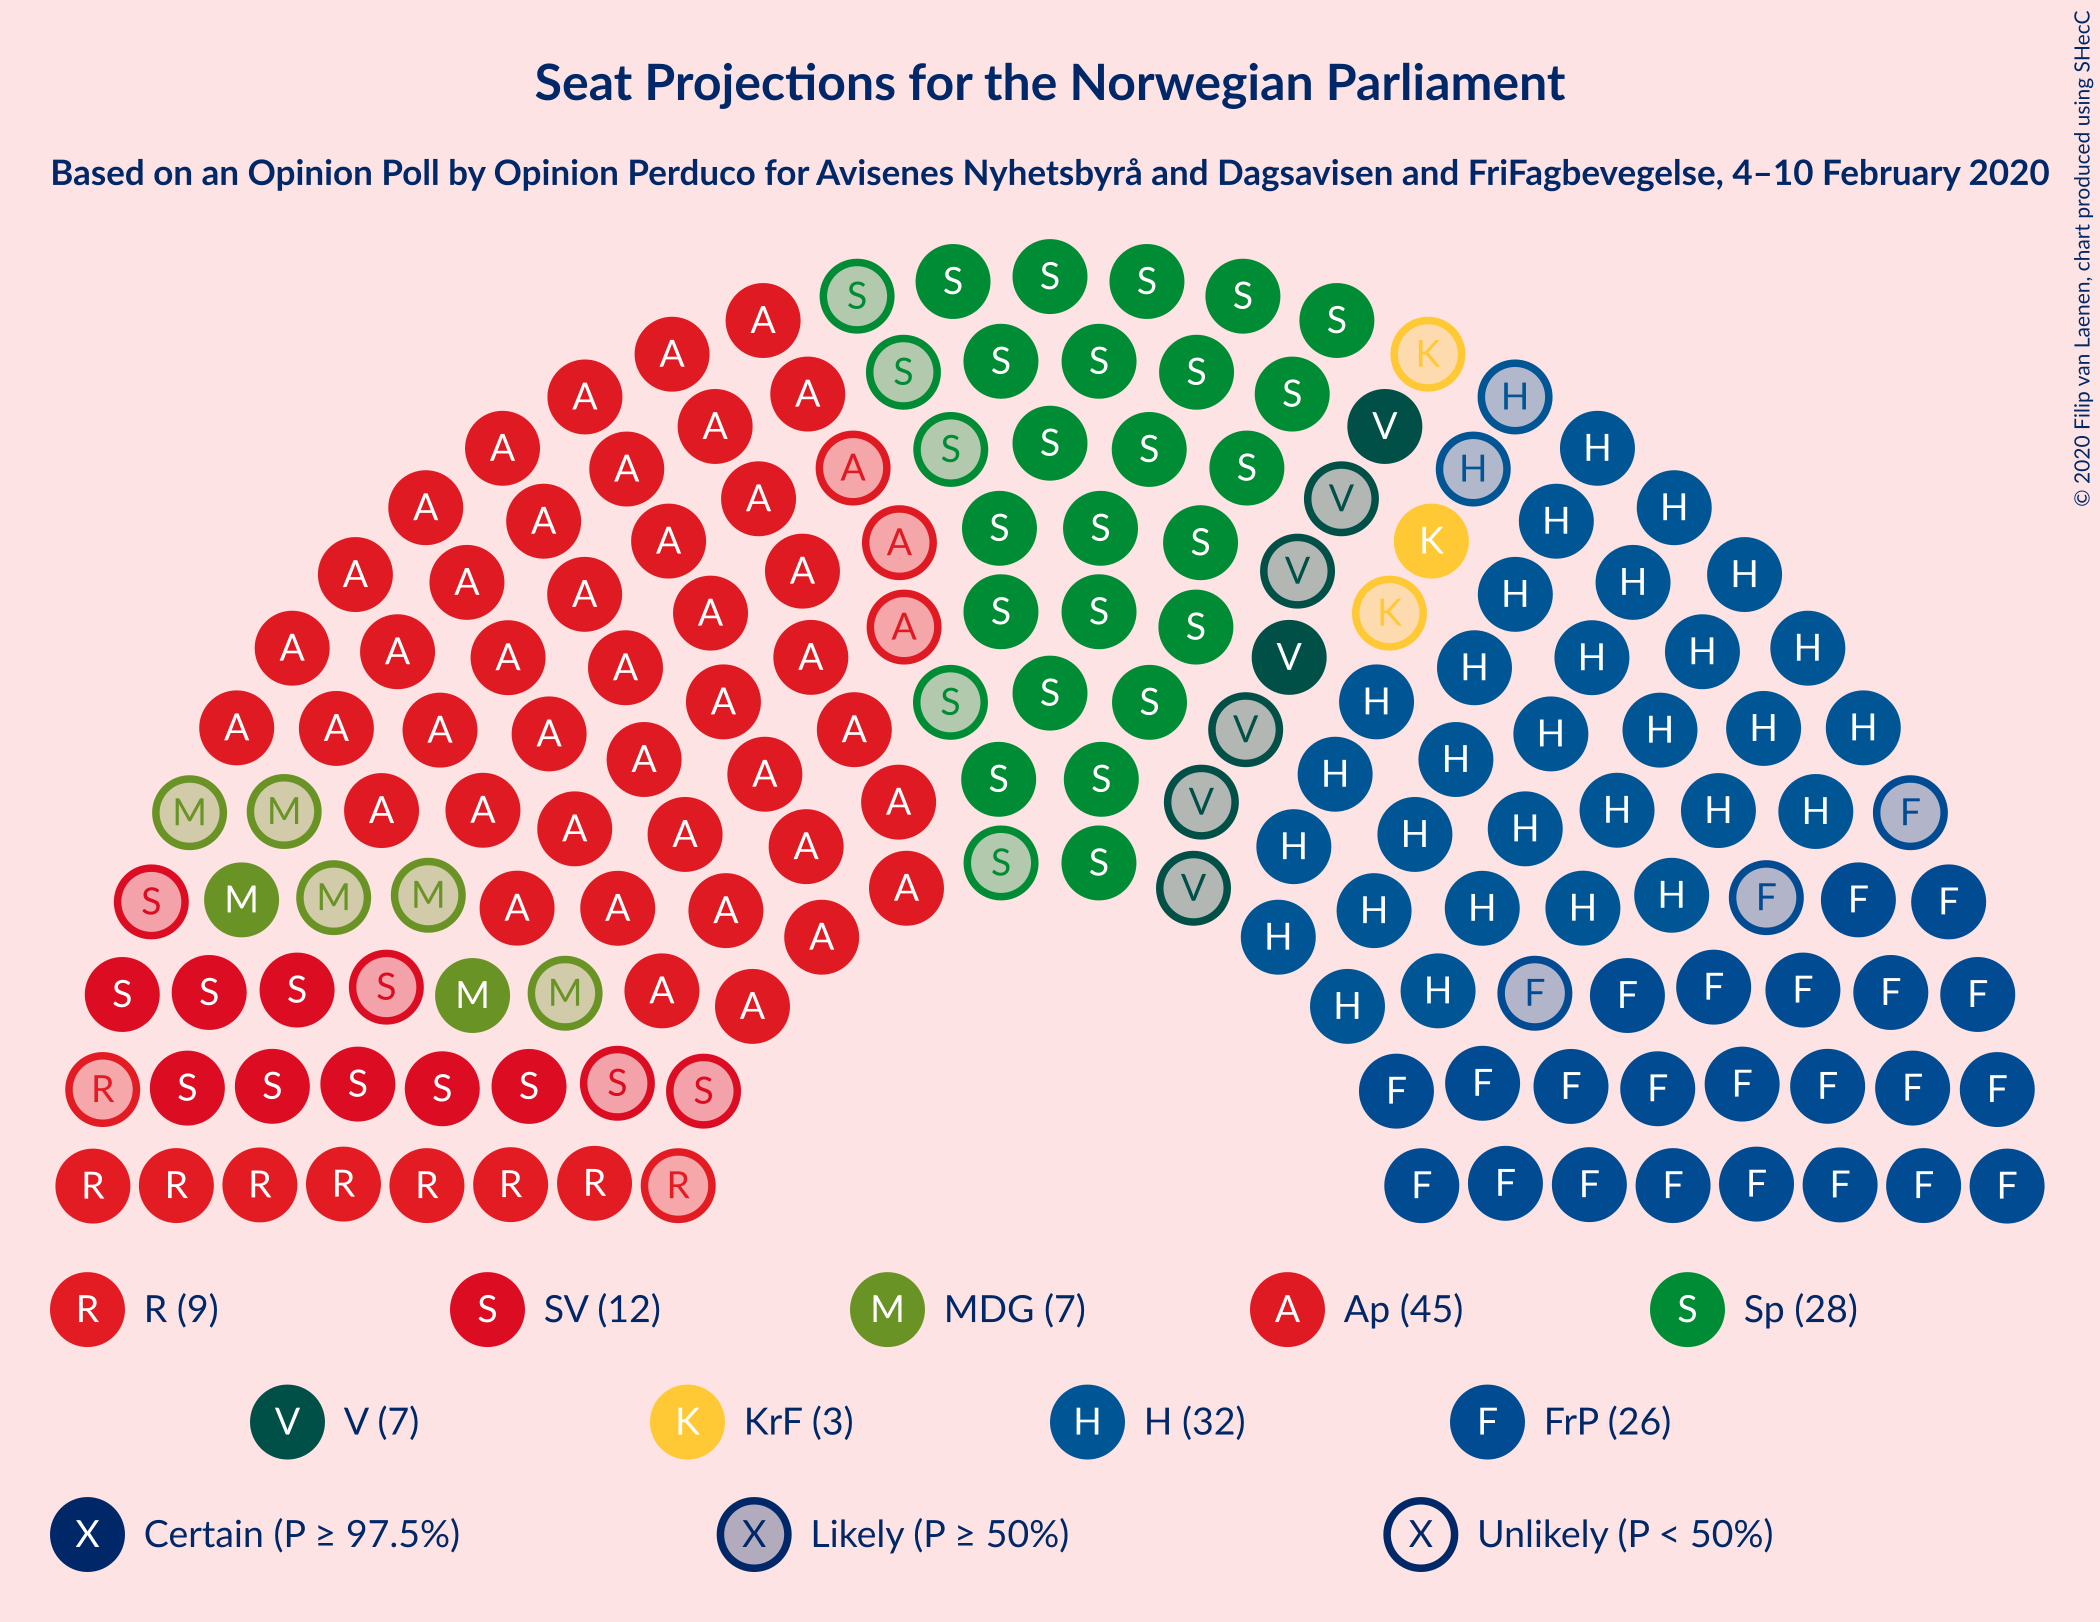 Seat Projections for the Norwegian Parliament
Based on an Opinion Poll by Opinion Perduco for Avisenes Nyhetsbyrå and Dagsavisen and FriFagbevegelse, 4–10 February 2020
© 2020 Filip van Laenen, chart produced using SHecC
S S S S S S
A K
A S S S S S H
A A V
A A S S S S V H H
A A A A K H
A A A S S S V H H
A A A A A S S S V K H H
A A A A V H H H H
A A A A S S S V H H H H
A A A A A A S S V H H H H H
M M A A A A A V H H H H H H F
S M M M A A A A S S V H H H H H F F F
S S S S M M A A A H H H F F F F F F
R S S S S S S S F F F F F F F F
R R R R R R R R F F F F F F F F
R R (9) S SV (12) M MDG (7) A Ap (45) S Sp (28)
V V (7) K KrF (3) H H (32) F FrP (26)
X Certain (P ≥ 97.5%) X Likely (P ≥ 50%) X Unlikely (P < 50%)